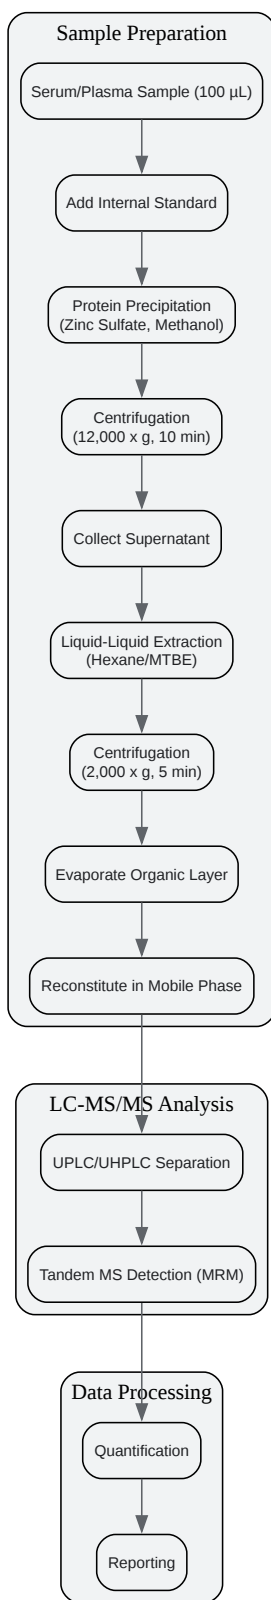 Sample Preparation
Serum/Plasma Sample (100 µL)
Add Internal Standard
Protein Precipitation
(Zinc Sulfate, Methanol)
Centrifugation
(12,000 x g, 10 min)
Collect Supernatant
Liquid-Liquid Extraction
(Hexane/MTBE)
Centrifugation
(2,000 x g, 5 min)
Evaporate Organic Layer
Reconstitute in Mobile Phase
LC-MS/MS Analysis
UPLC/UHPLC Separation
Tandem MS Detection (MRM)
Data Processing
Quantification
Reporting